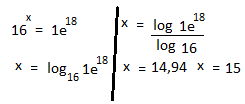 16^x = 1e^18
x = log_16 1e^18
x = log 1e^18 / log 16
x = 14,94 x = 15